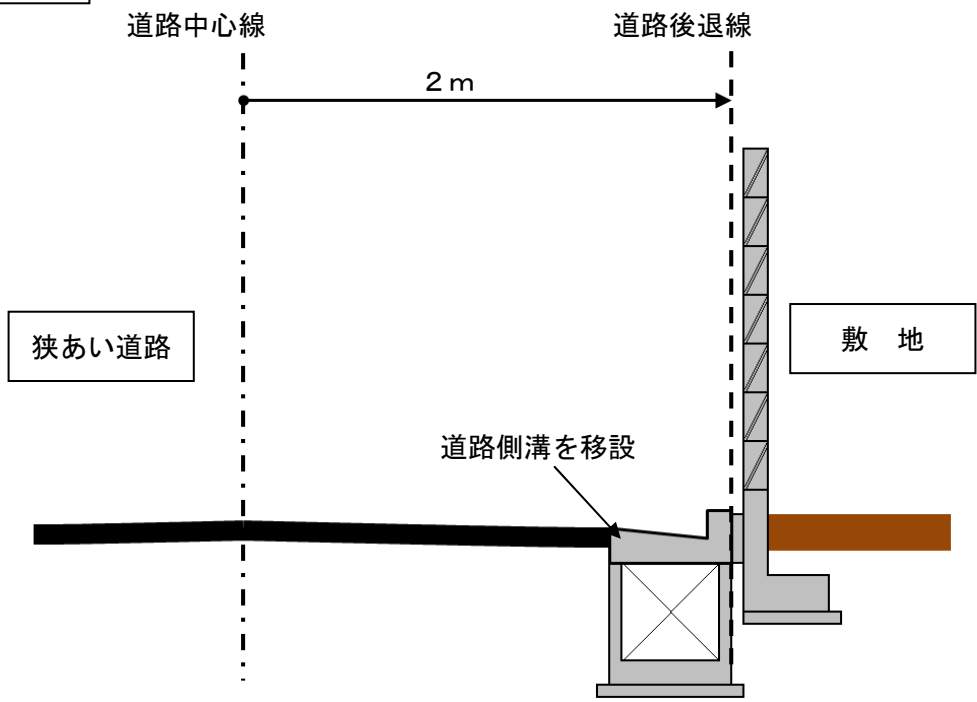 道路中心線
道路後退線
２ｍ
狭あい道路
敷　地
道路側溝を移設